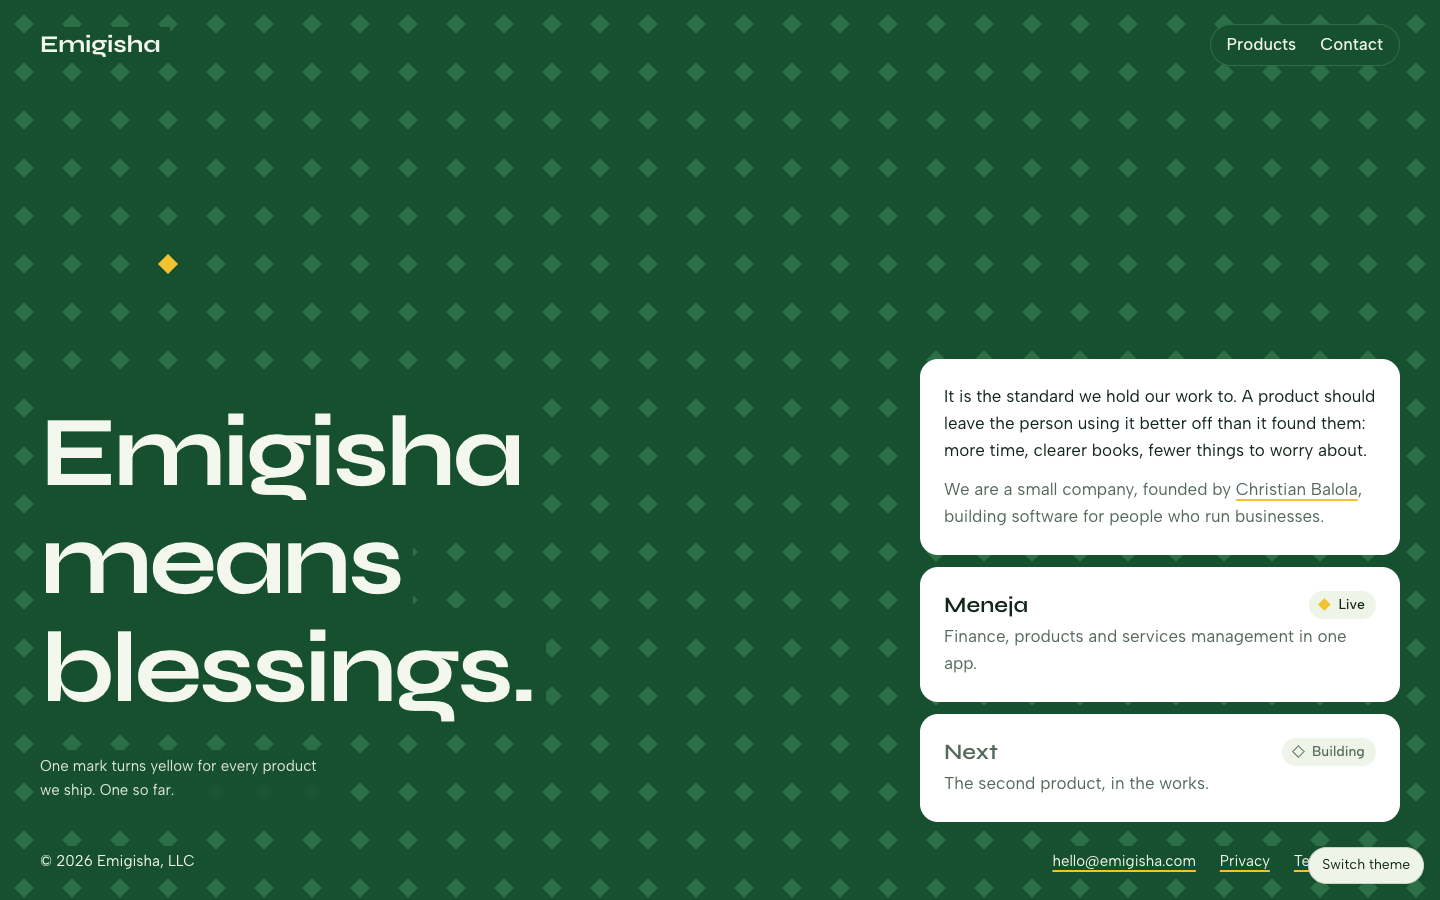 Emigisha
Products Contact
Emigisha
means
blessings.
One mark turns yellow for every product
we ship. One so far.
It is the standard we hold our work to. A product should
leave the person using it better off than it found them:
more time, clearer books, fewer things to worry about.
We are a small company, founded by Christian Balola,
building software for people who run businesses.
Meneja
Live
Finance, products and services management in one
app.
Next
Building
The second product, in the works.
© 2026 Emigisha, LLC
hello@emigisha.com Privacy
Switch theme